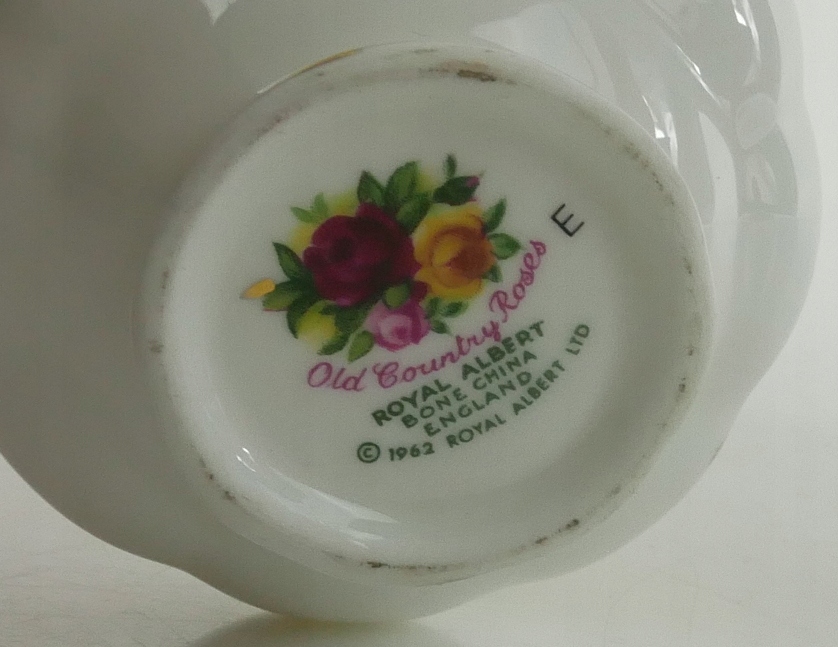 E
Old Country Roses
ROYAL ALBERT
BONE CHINA
ENGLAND
© 1962 ROYAL ALBERT LTD